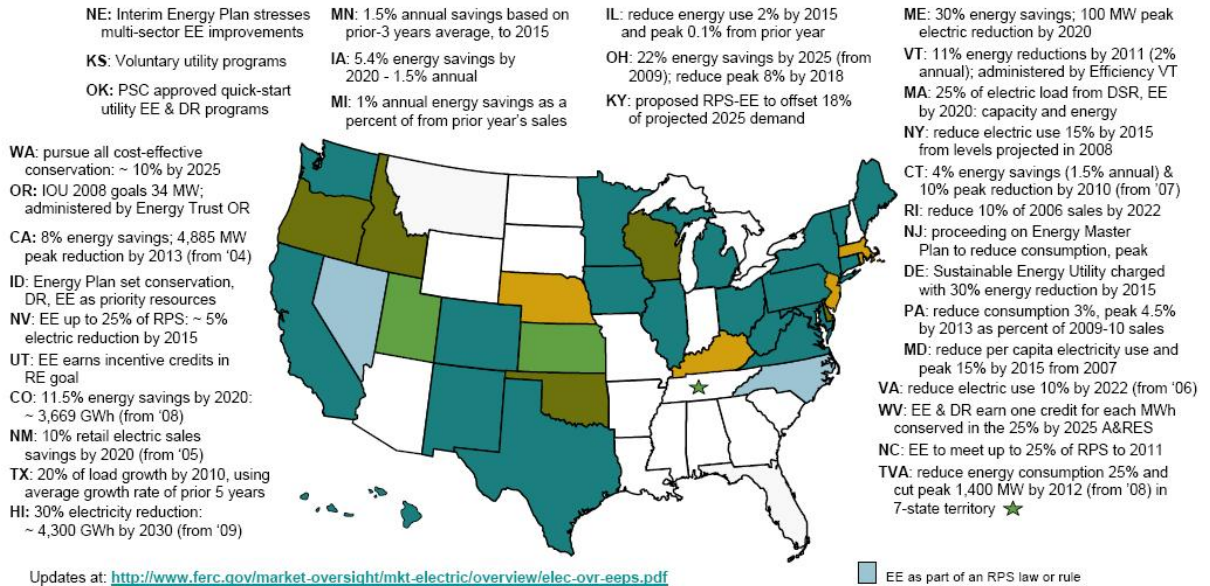 NE: Interim Energy Plan stresses
multi-sector EE improvements
KS: Voluntary utility programs
OK: PSC approved quick-start
utility EE & DR programs
MN: 1.5% annual savings based on
prior-3 years average, to 2015
IA: 5.4% energy savings by
2020 - 1.5% annual
MI: 1% annual energy savings as a
percent of from prior year's sales
IL: reduce energy use 2% by 2015
and peak 0.1% from prior year
OH: 22% energy savings by 2025 (from
2009); reduce peak 8% by 2018
KY: proposed RPS-EE to offset 18%
of projected 2025 demand
ME: 30% energy savings; 100 MW peak
electric reduction by 2020
VT: 11% energy reductions by 2011 (2%
annual); administered by Efficiency VT
MA: 25% of electric load from DSR, EE
by 2020: capacity and energy
NY: reduce electric use 15% by 2015
from levels projected in 2008
CT: 4% energy savings (1.5% annual) &
10% peak reduction by 2010 (from '07)
RI: reduce 10% of 2006 sales by 2022
NJ: proceeding on Energy Master
Plan to reduce consumption, peak
DE: Sustainable Energy Utility charged
with 30% energy reduction by 2015
PA: reduce consumption 3%, peak 4.5%
by 2013 as percent of 2009-10 sales
MD: reduce per capita electricity use and
peak 15% by 2015 from 2007
VA: reduce electric use 10% by 2022 (from '06)
WV: EE & DR earn one credit for each MWh
conserved in the 25% by 2025 A&RES
NC: EE to meet up to 25% of RPS to 2011
TVA: reduce energy consumption 25% and
cut peak 1,400 MW by 2012 (from '08) in
7-state territory
WA: pursue all cost-effective
conservation: ~ 10% by 2025
OR: IOU 2008 goals 34 MW;
administered by Energy Trust OR
CA: 8% energy savings; 4,885 MW
peak reduction by 2013 (from '04)
ID: Energy Plan set conservation,
DR, EE as priority resources
NV: EE up to 25% of RPS: ~ 5%
electric reduction by 2015
UT: EE earns incentive credits in
RE goal
CO: 11.5% energy savings by 2020:
~ 3,669 GWh (from '08)
NM: 10% retail electric sales
savings by 2020 (from '05)
TX: 20% of load growth by 2010, using
average growth rate of prior 5 years
HI: 30% electricity reduction:
~ 4,300 GWh by 2030 (from '09)
Updates at: http://www.ferc.gov/market-oversight/mkt-electric/overview/elec-ovr-eeps.pdf
EE as part of an RPS law or rule